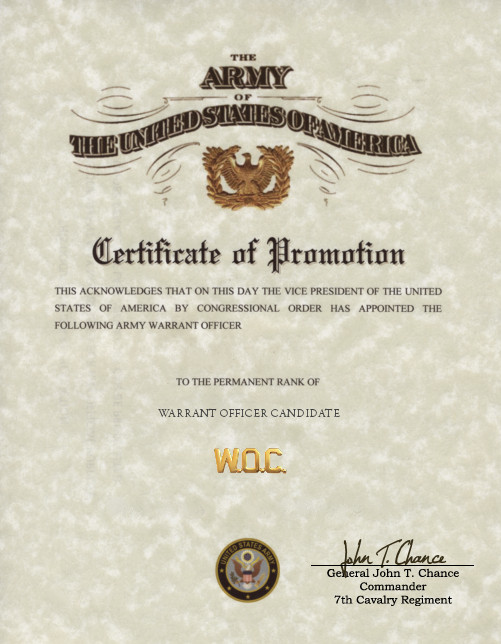 THE
ARMY
OF
THE UNITED STATES OF AMERICA
Certificate of Promotion
THIS ACKNOWLEDGES THAT ON THIS DAY THE VICE PRESIDENT OF THE UNITED
STATES OF AMERICA BY CONGRESSIONAL ORDER HAS APPOINTED THE
FOLLOWING ARMY WARRANT OFFICER
TO THE PERMANENT RANK OF
WARRANT OFFICER CANDIDATE
W.O.C.
UNITED STATES ARMY
John T. Chance
General John T. Chance
Commander
7th Cavalry Regiment